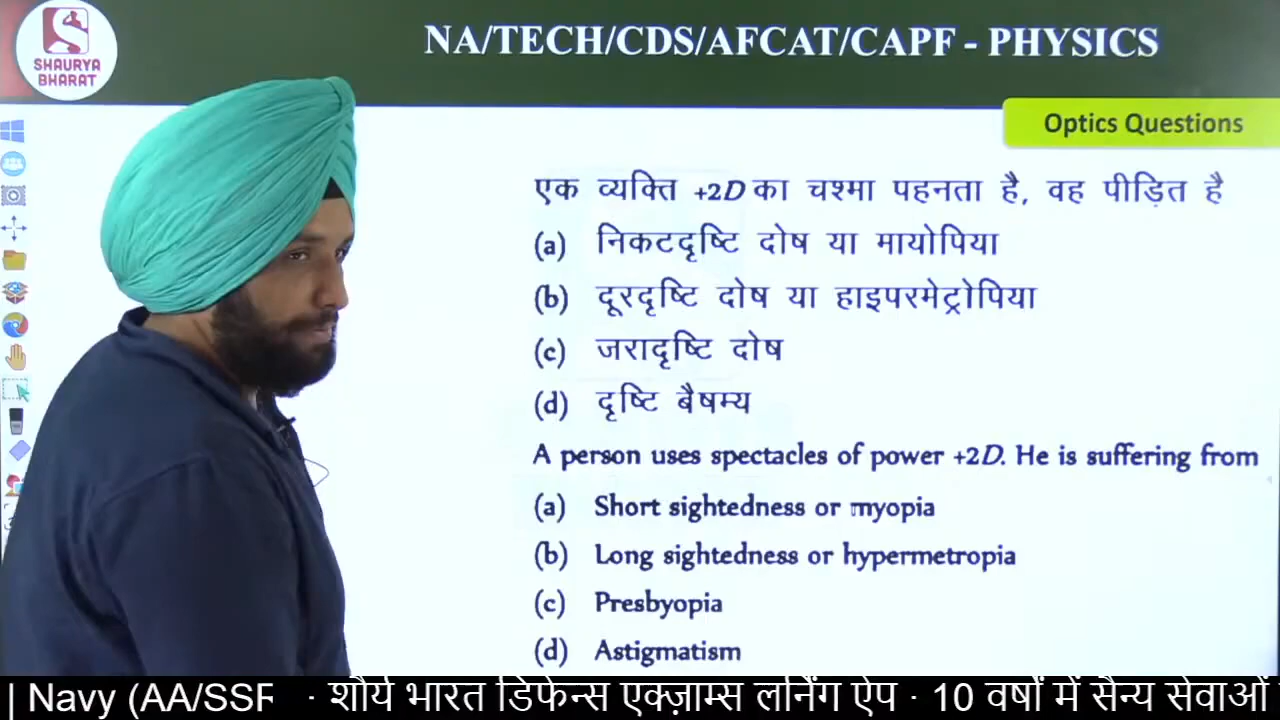 SHAURYA
BHARAT
NA/TECH/CDS/AFCAT/CAPF - PHYSICS
Optics Questions
एक व्यक्ति +2D का चश्मा पहनता है, वह पीड़ित है
(a) निकटदृष्टि दोष या मायोपिया
(b) दूरदृष्टि दोष या हाइपरमेट्रोपिया
(c) जरादृष्टि दोष
(d) दृष्टि बैषम्य
A person uses spectacles of power +2D. He is suffering from
(a) Short sightedness or myopia
(b) Long sightedness or hypermetropia
(c) Presbyopia
(d) Astigmatism
| Navy (AA/SSR · शौर्य भारत डिफेन्स एक्ज़ाम्स लर्निंग ऐप · 10 वर्षों में सैन्य सेवाओं